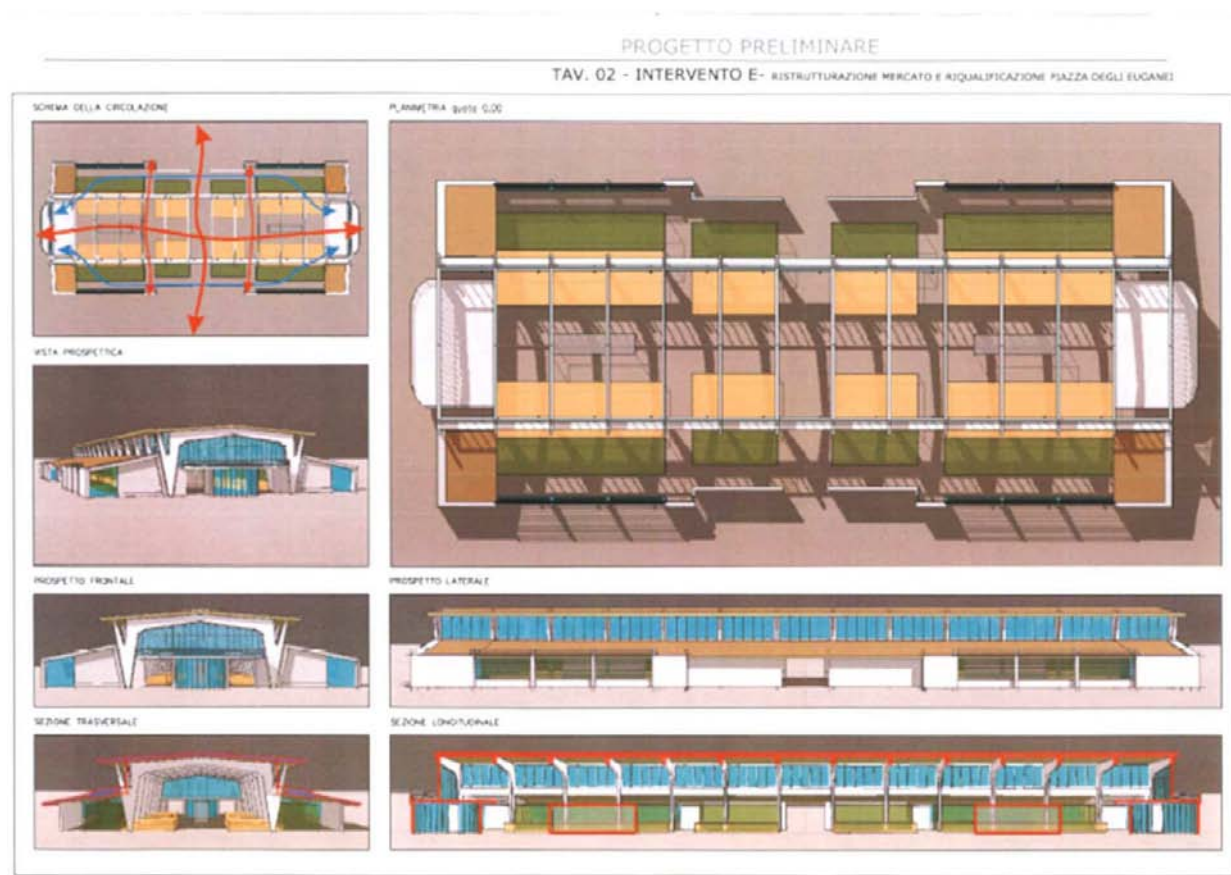 PROGETTO PRELIMINARE
TAV. 02 - INTERVENTO E- RISTRUTTURAZIONE MERCATO E RIQUALIFICAZIONE PIAZZA DEGLI EUGANEI
SCHEMA DELLA CIRCOLAZIONE
PLANIMETRIA quota 0.00
VISTA PROSPETTICA
PROSPETTO FRONTALE
PROSPETTO LATERALE
SEZIONE TRASVERSALE
SEZIONE LONGITUDINALE